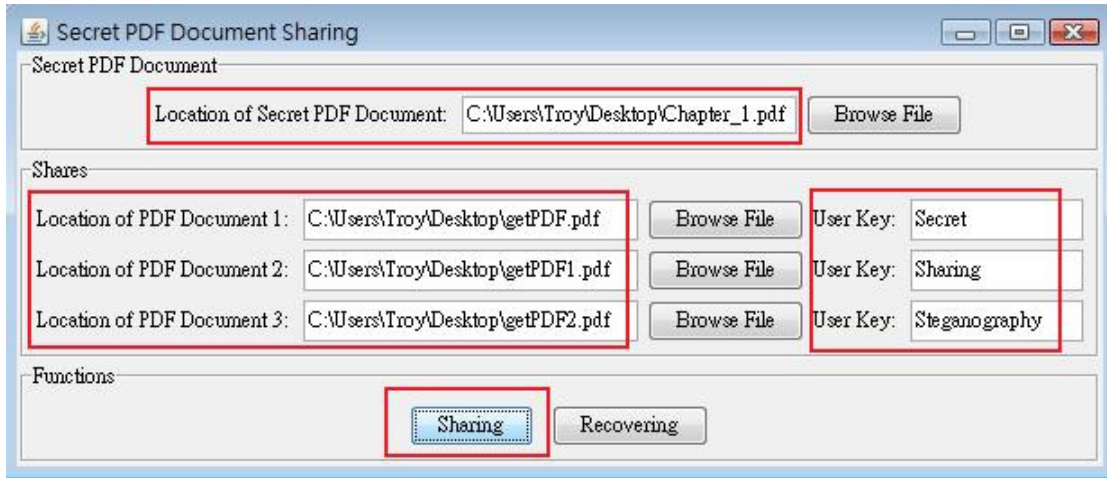 Secret PDF Document Sharing
Secret PDF Document
Location of Secret PDF Document: C:\Users\Troy\Desktop\Chapter_1.pdf Browse File
Shares
Location of PDF Document 1: C:\Users\Troy\Desktop\getPDF.pdf Browse File User Key: Secret
Location of PDF Document 2: C:\Users\Troy\Desktop\getPDF1.pdf Browse File User Key: Sharing
Location of PDF Document 3: C:\Users\Troy\Desktop\getPDF2.pdf Browse File User Key: Steganography
Functions
Sharing Recovering